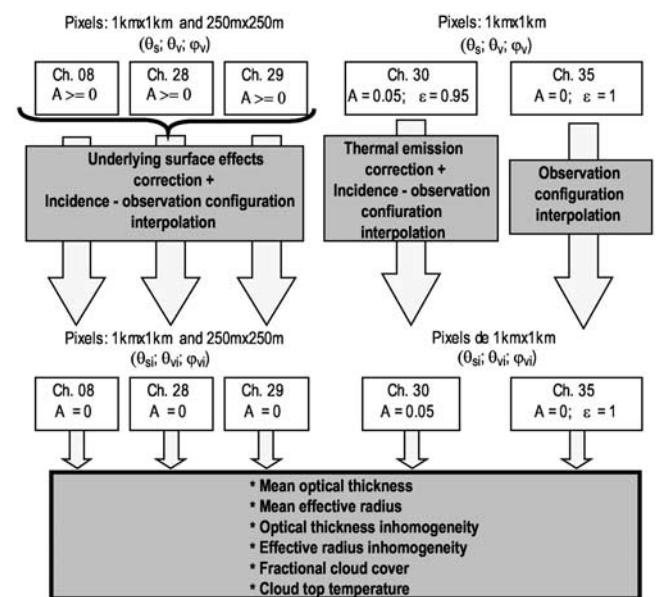 Pixels: 1kmx1km and 250mx250m
(θs; θv; φv)
Pixels: 1kmx1km
(θs; θv; φv)
Ch. 08
A >= 0
Ch. 28
A >= 0
Ch. 29
A >= 0
Ch. 30
A = 0.05;  ε = 0.95
Ch. 35
A = 0;  ε = 1
Underlying surface effects
correction +
Incidence - observation configuration
interpolation
Thermal emission
correction +
Incidence - observation
confiuration
interpolation
Observation
configuration
interpolation
Pixels: 1kmx1km and 250mx250m
(θsi; θvi; φvi)
Pixels de 1kmx1km
(θsi; θvi; φvi)
Ch. 08
A = 0
Ch. 28
A = 0
Ch. 29
A = 0
Ch. 30
A = 0.05
Ch. 35
A = 0;  ε = 1
* Mean optical thickness
* Mean effective radius
* Optical thickness inhomogeneity
* Effective radius inhomogeneity
* Fractional cloud cover
* Cloud top temperature